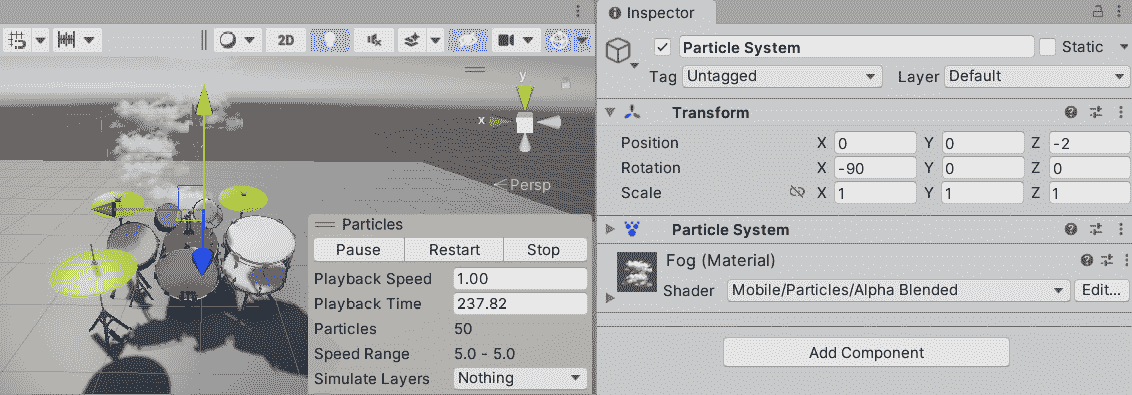 2D
y
x
Persp
Particles
Pause Restart Stop
Playback Speed 1.00
Playback Time 237.82
Particles 50
Speed Range 5.0 - 5.0
Simulate Layers Nothing
Inspector
Particle System Static
Tag Untagged Layer Default
Transform
Position X 0 Y 0 Z -2
Rotation X -90 Y 0 Z 0
Scale X 1 Y 1 Z 1
Particle System
Fog (Material)
Shader Mobile/Particles/Alpha Blended Edit...
Add Component